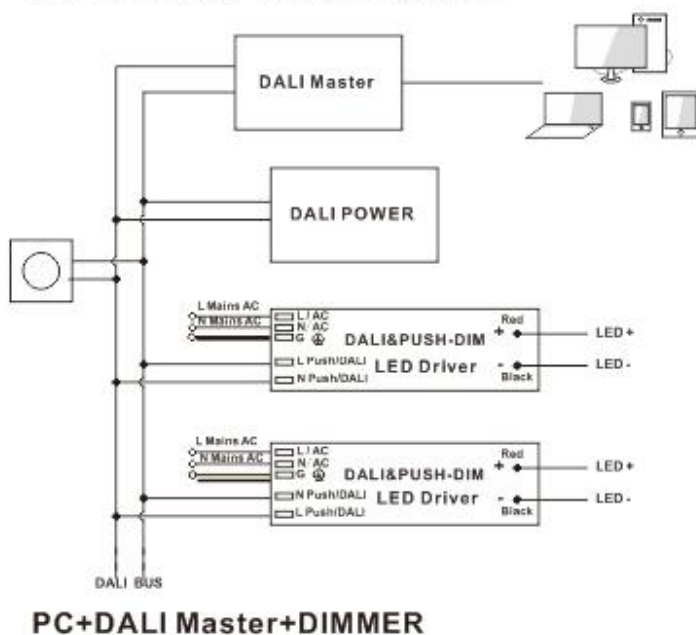 DALI Master
DALI POWER
L Mains AC
N Mains AC
L / AC
N / AC
G
L Push/DALI
N Push/DALI
DALI&PUSH-DIM
LED Driver
Red
+
-
Black
LED +
LED -
L Mains AC
N Mains AC
L / AC
N / AC
G
N Push/DALI
L Push/DALI
DALI&PUSH-DIM
LED Driver
Red
+
-
Black
LED +
LED -
DALI BUS
PC+DALI Master+DIMMER